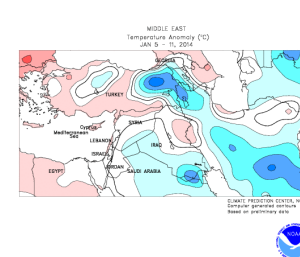 MIDDLE EAST
Temperature Anomaly (°C)
JAN 5 - 11, 2014
GEORGIA
TURKEY
Cyprus
SYRIA
Mediterranean
Sea
LEBANON
IRAQ
ISRAEL
JORDAN
EGYPT
SAUDI ARABIA
CLIMATE PREDICTION CENTER, N
Computer generated contours
Based on preliminary data
NOAA